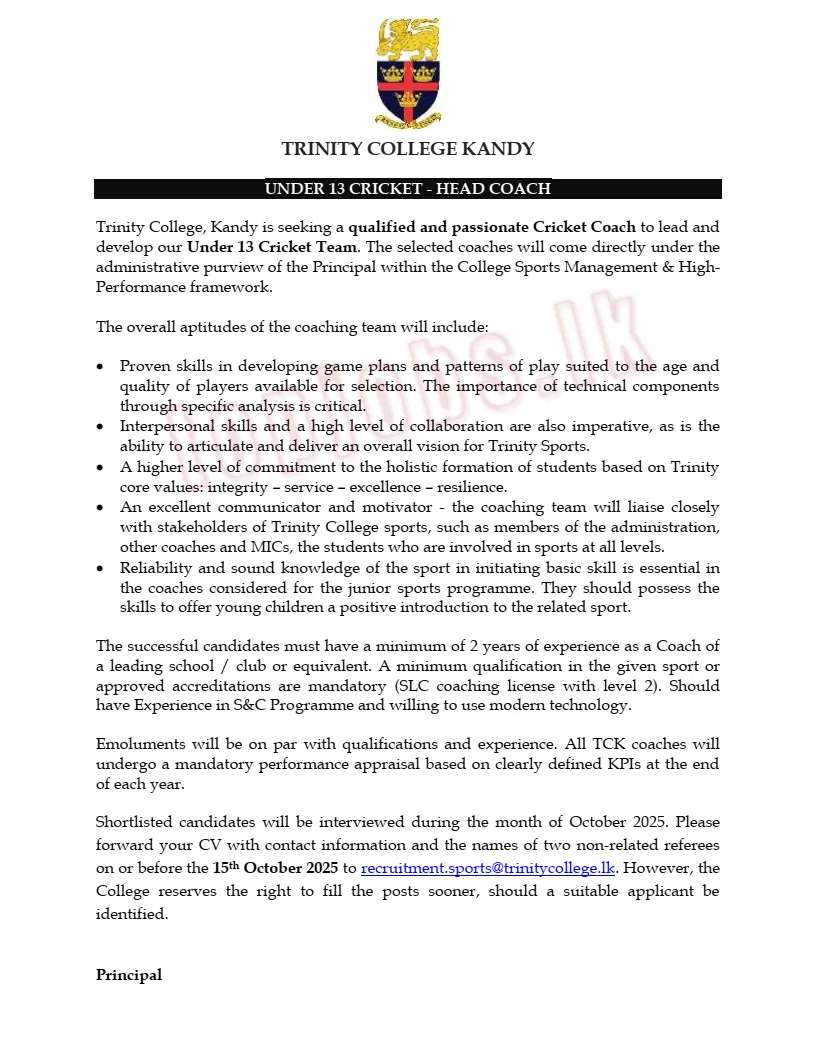 TRINITY COLLEGE KANDY
UNDER 13 CRICKET - HEAD COACH
Trinity College, Kandy is seeking a qualified and passionate Cricket Coach to lead and
develop our Under 13 Cricket Team. The selected coaches will come directly under the
administrative purview of the Principal within the College Sports Management & High-
Performance framework.
The overall aptitudes of the coaching team will include:
• Proven skills in developing game plans and patterns of play suited to the age and
quality of players available for selection. The importance of technical components
through specific analysis is critical.
• Interpersonal skills and a high level of collaboration are also imperative, as is the
ability to articulate and deliver an overall vision for Trinity Sports.
• A higher level of commitment to the holistic formation of students based on Trinity
core values: integrity – service – excellence – resilience.
• An excellent communicator and motivator - the coaching team will liaise closely
with stakeholders of Trinity College sports, such as members of the administration,
other coaches and MICs, the students who are involved in sports at all levels.
• Reliability and sound knowledge of the sport in initiating basic skill is essential in
the coaches considered for the junior sports programme. They should possess the
skills to offer young children a positive introduction to the related sport.
The successful candidates must have a minimum of 2 years of experience as a Coach of
a leading school / club or equivalent. A minimum qualification in the given sport or
approved accreditations are mandatory (SLC coaching license with level 2). Should
have Experience in S&C Programme and willing to use modern technology.
Emoluments will be on par with qualifications and experience. All TCK coaches will
undergo a mandatory performance appraisal based on clearly defined KPIs at the end
of each year.
Shortlisted candidates will be interviewed during the month of October 2025. Please
forward your CV with contact information and the names of two non-related referees
on or before the 15th October 2025 to recruitment.sports@trinitycollege.lk. However, the
College reserves the right to fill the posts sooner, should a suitable applicant be
identified.
Principal
topjobs.lk